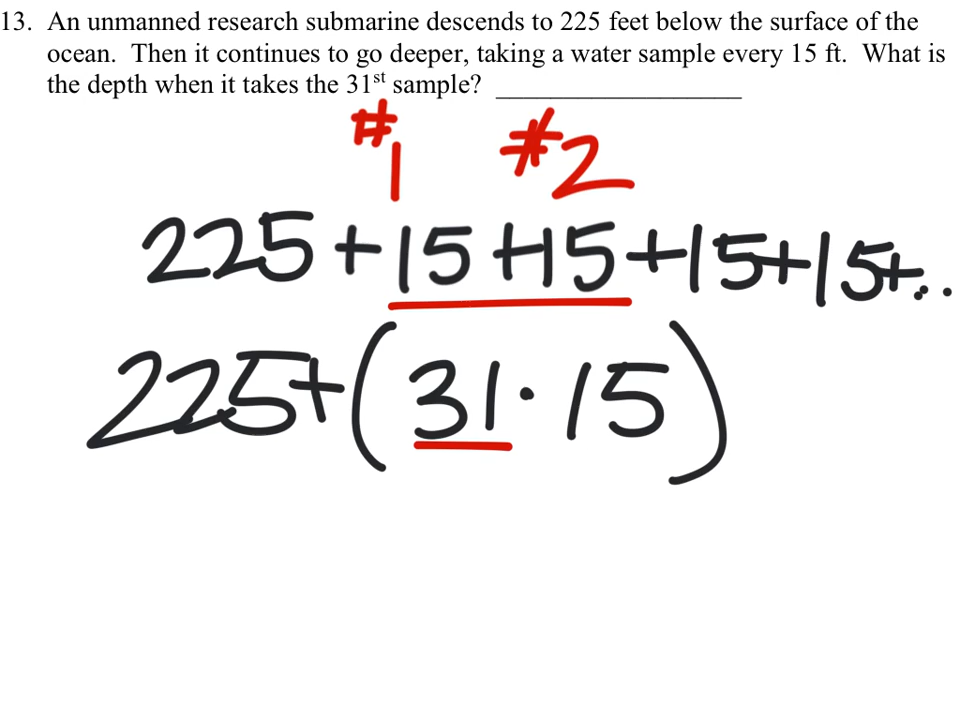 13. An unmanned research submarine descends to 225 feet below the surface of the
ocean. Then it continues to go deeper, taking a water sample every 15 ft. What is
the depth when it takes the 31st sample? __________________
#1 #2
225+15+15+15+15+...
225+(31·15)